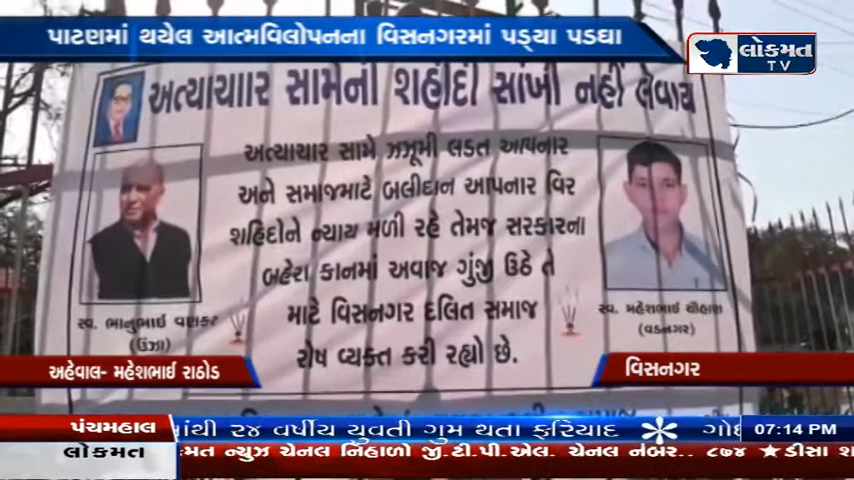 પાટણમાં થયેલ આત્મવિલોપનના વિસનગરમાં પડ્યા પડઘા
લોકમત
TV
અત્યાચાર સામેની શહીદી સાંખી નહીં લેવાય
અત્યાચાર સામે ઝઝૂમી લડત આપનાર
અને સમાજમાટે બલીદાન આપનાર વિર
શહિદોને ન્યાય મળી રહે તેમજ સરકારના
બહેરા કાનમાં અવાજ ગુંજી ઉઠે તે
માટે વિસનગર દલિત સમાજ
રોષ વ્યક્ત કરી રહ્યો છે.
સ્વ. ભાનુભાઈ વણકર
(ઉંઝા)
સ્વ. મહેશભાઈ ચૌહાણ
(વડનગર)
અહેવાલ- મહેશભાઈ રાઠોડ
વિસનગર
પંચમહાલ
માંથી ૨૪ વર્ષીય યુવતી ગુમ થતા ફરિયાદ
07:14 PM
લોકમત
મત ન્યુઝ ચેનલ નિહાળો જી.ટી.પી.એલ. ચેનલ નંબર.. ૮૭૪ ★ડીસા